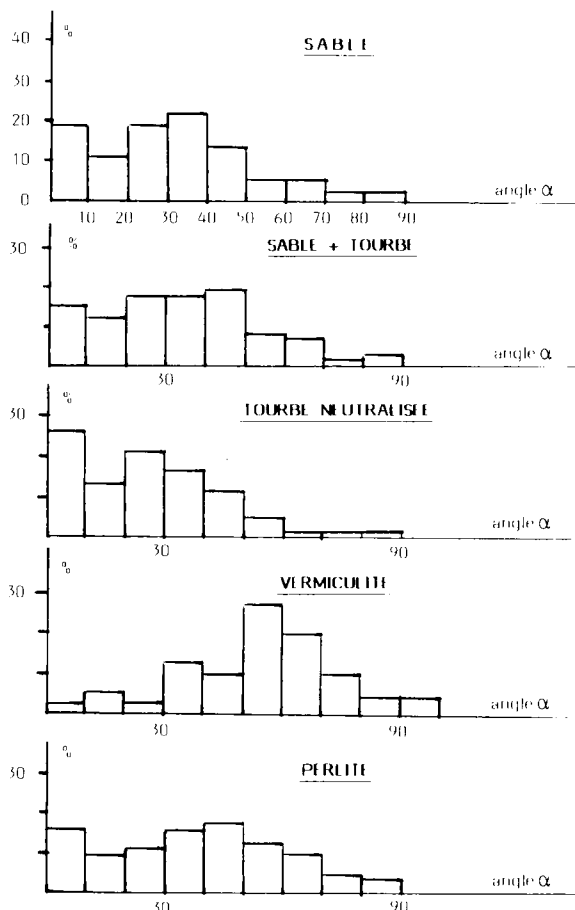 40 %
SABLE
30
20
10
0
10 20 30 40 50 60 70 80 90
angle α
30 %
SABLE + TOURBE
angle α
30 90
30 %
TOURBE NEUTRALISÉE
angle α
30 90
%
30
VERMICULITE
angle α
30 90
30 %
PERLITE
angle α
30 90